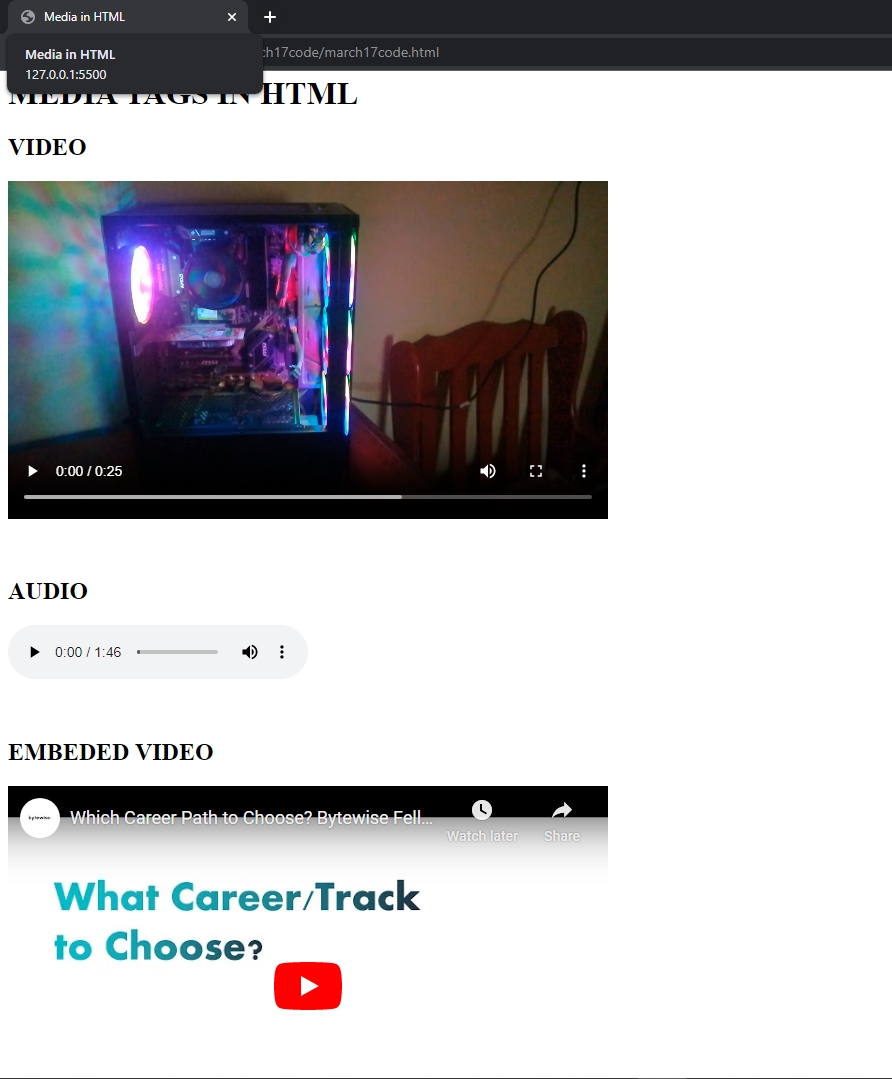 Media in HTML
Media in HTML
127.0.0.1:5500
ch17code/march17code.html
MEDIA TAGS IN HTML
VIDEO
0:00 / 0:25
AUDIO
0:00 / 1:46
EMBEDED VIDEO
bytewise.
Which Career Path to Choose? Bytewise Fell...
Watch later
Share
What Career/Track
to Choose?